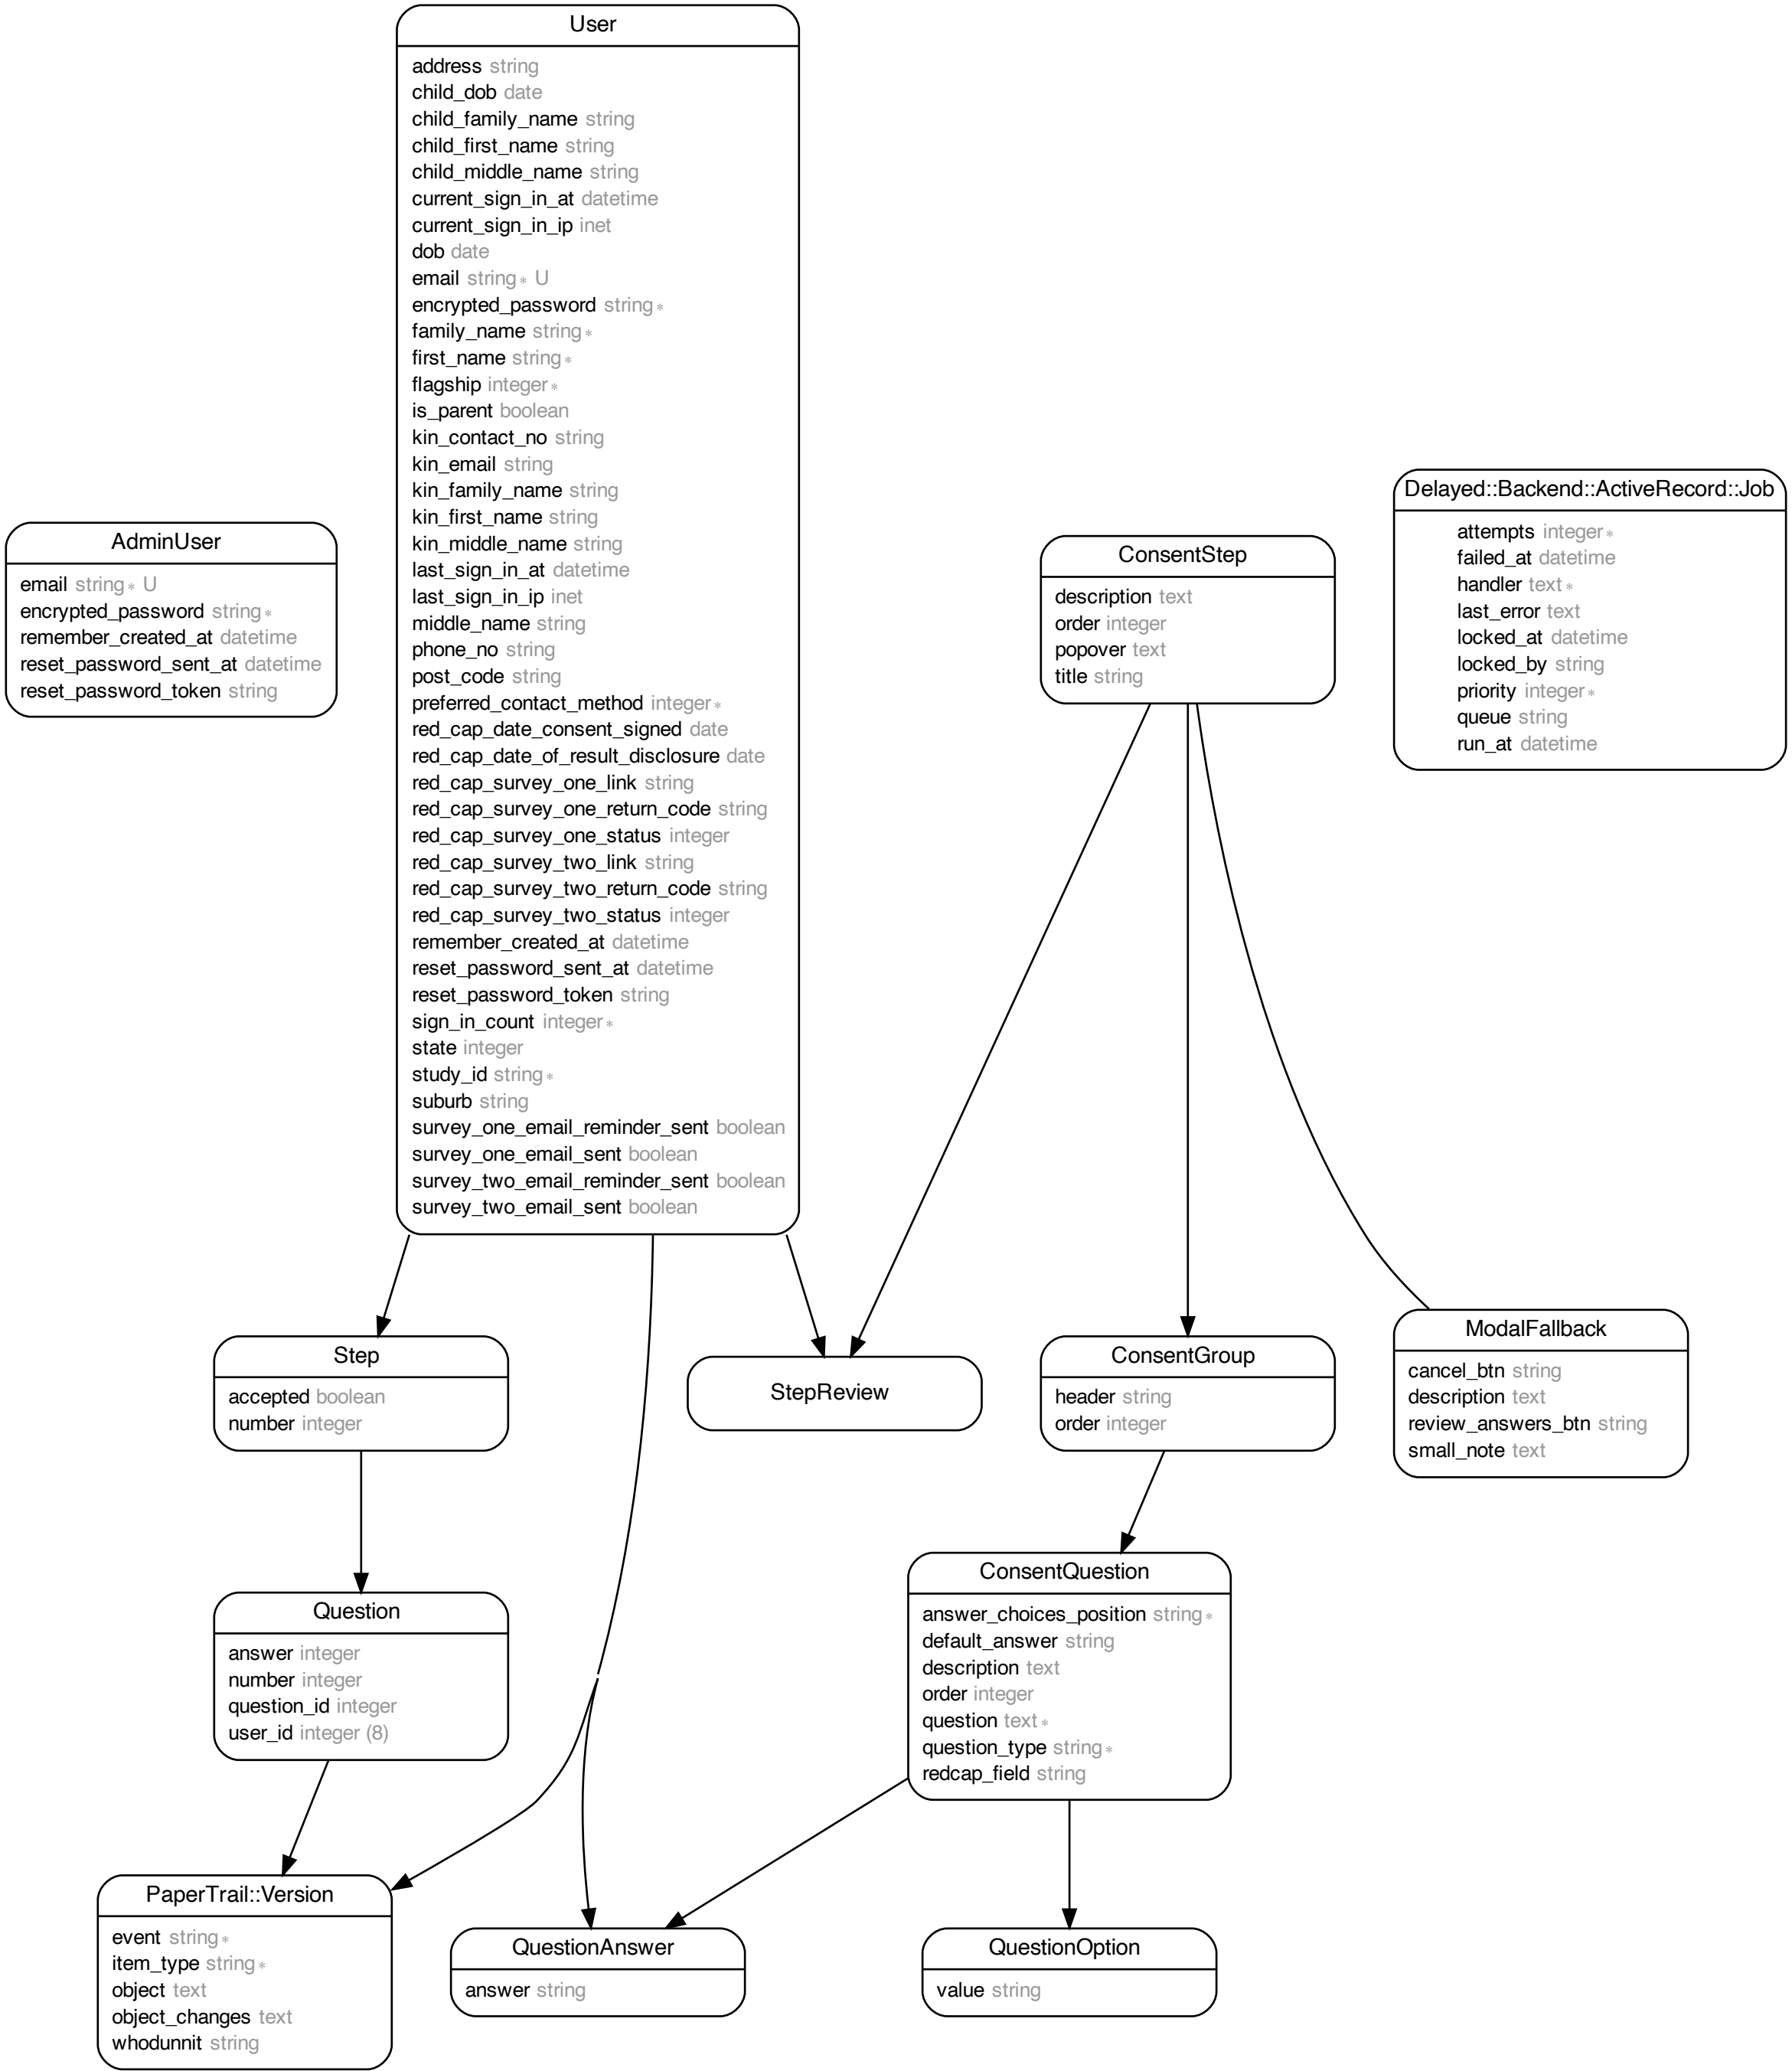 User
address string
child_dob date
child_family_name string
child_first_name string
child_middle_name string
current_sign_in_at datetime
current_sign_in_ip inet
dob date
email string∗ U
encrypted_password string∗
family_name string∗
first_name string∗
flagship integer∗
is_parent boolean
kin_contact_no string
kin_email string
kin_family_name string
kin_first_name string
kin_middle_name string
last_sign_in_at datetime
last_sign_in_ip inet
middle_name string
phone_no string
post_code string
preferred_contact_method integer∗
red_cap_date_consent_signed date
red_cap_date_of_result_disclosure date
red_cap_survey_one_link string
red_cap_survey_one_return_code string
red_cap_survey_one_status integer
red_cap_survey_two_link string
red_cap_survey_two_return_code string
red_cap_survey_two_status integer
remember_created_at datetime
reset_password_sent_at datetime
reset_password_token string
sign_in_count integer∗
state integer
study_id string∗
suburb string
survey_one_email_reminder_sent boolean
survey_one_email_sent boolean
survey_two_email_reminder_sent boolean
survey_two_email_sent boolean
AdminUser
email string∗ U
encrypted_password string∗
remember_created_at datetime
reset_password_sent_at datetime
reset_password_token string
ConsentStep
description text
order integer
popover text
title string
Delayed::Backend::ActiveRecord::Job
attempts integer∗
failed_at datetime
handler text∗
last_error text
locked_at datetime
locked_by string
priority integer∗
queue string
run_at datetime
Step
accepted boolean
number integer
StepReview
ConsentGroup
header string
order integer
ModalFallback
cancel_btn string
description text
review_answers_btn string
small_note text
Question
answer integer
number integer
question_id integer
user_id integer (8)
ConsentQuestion
answer_choices_position string∗
default_answer string
description text
order integer
question text∗
question_type string∗
redcap_field string
PaperTrail::Version
event string∗
item_type string∗
object text
object_changes text
whodunnit string
QuestionAnswer
answer string
QuestionOption
value string